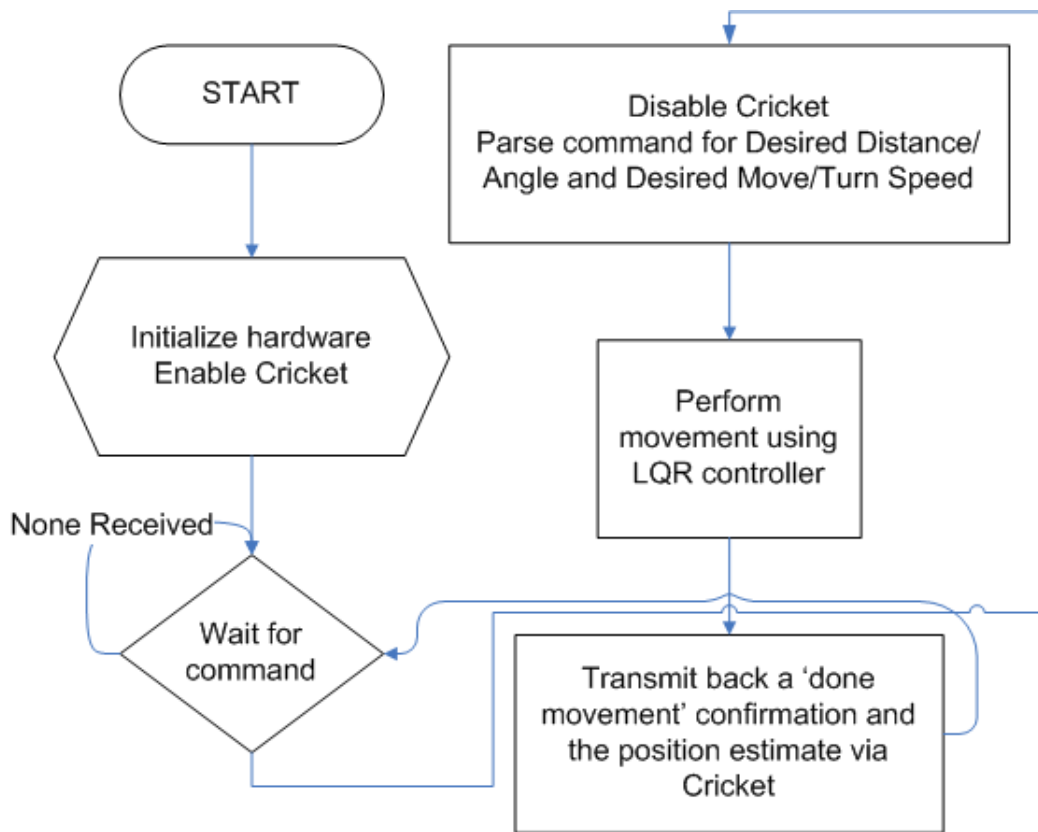 START
Initialize hardware
Enable Cricket
None Received
Wait for
command
Disable Cricket
Parse command for Desired Distance/
Angle and Desired Move/Turn Speed
Perform
movement using
LQR controller
Transmit back a ‘done
movement’ confirmation and
the position estimate via
Cricket